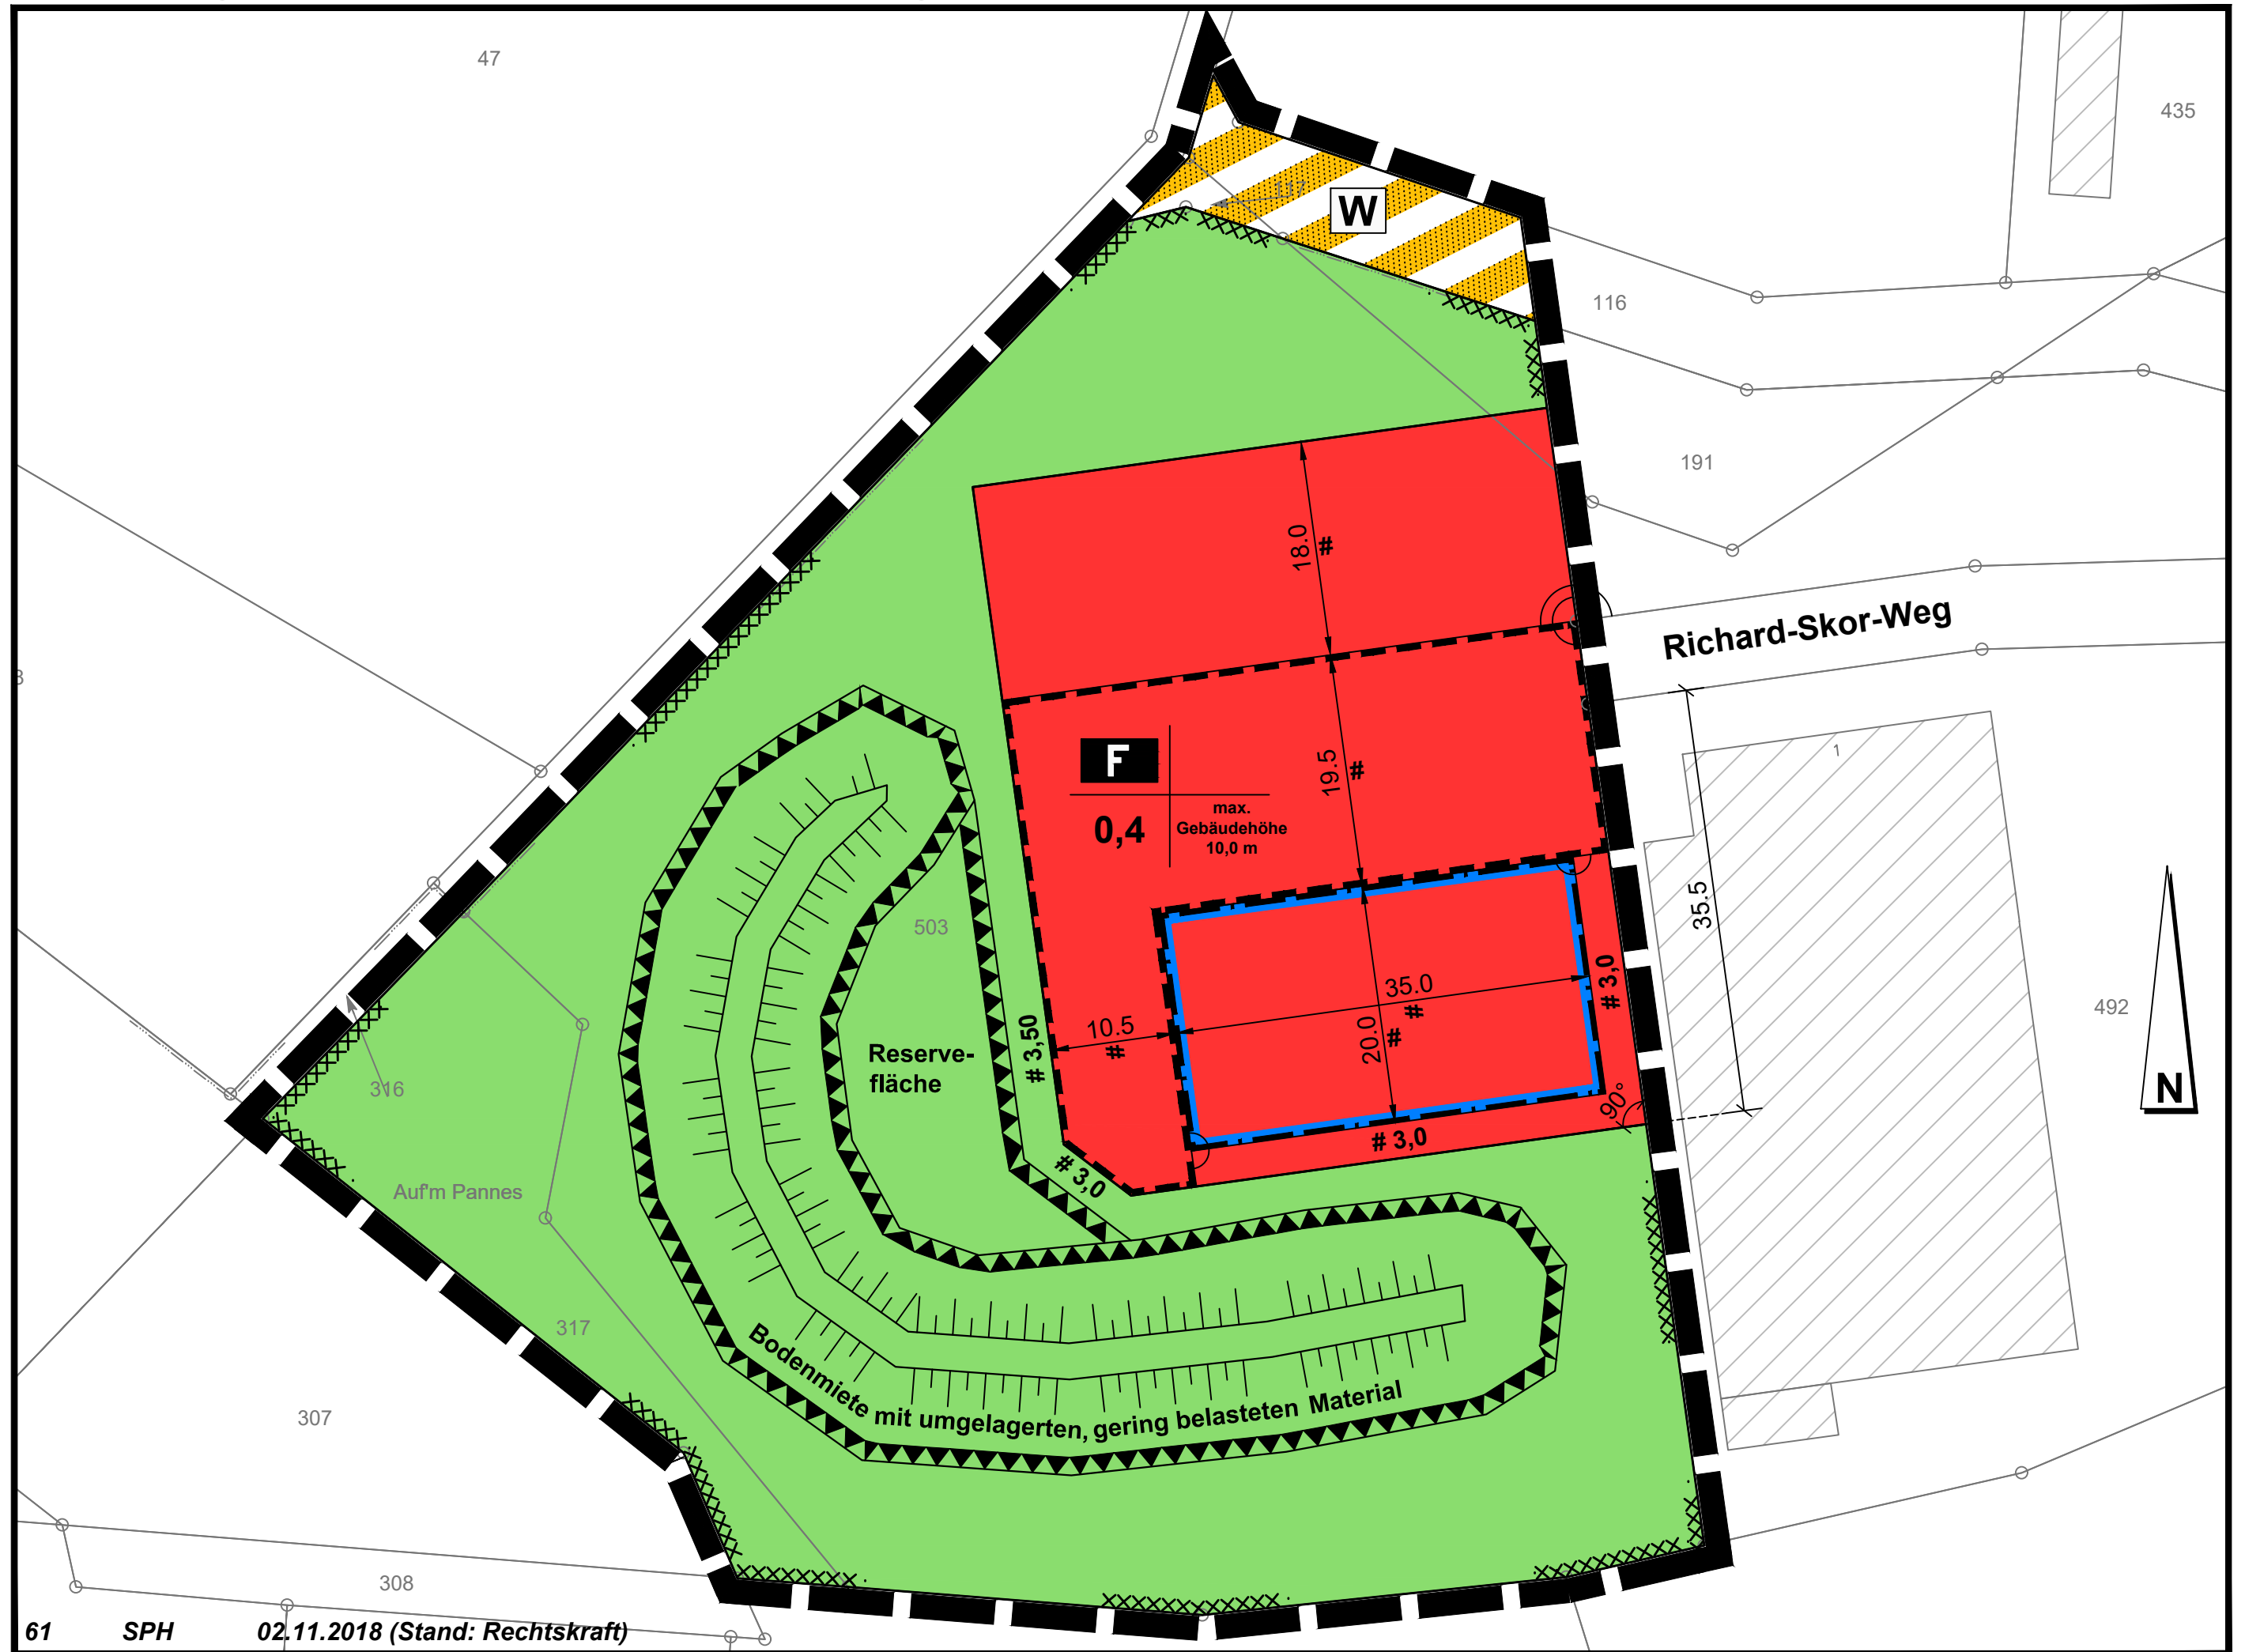 47
435
117
W
116
191
18.0
#
Richard-Skor-Weg
1
F
0,4
max.
Gebäudehöhe
10,0 m
19.5
#
35.5
503
492
35.0
#
20.0
#
# 3,0
10.5
#
# 3,50
Reserve-
fläche
90°
# 3,0
# 3,0
316
N
Auf'm Pannes
317
307
Bodenmiete mit umgelagerten, gering belasteten Material
308
61 SPH 02.11.2018 (Stand: Rechtskraft)